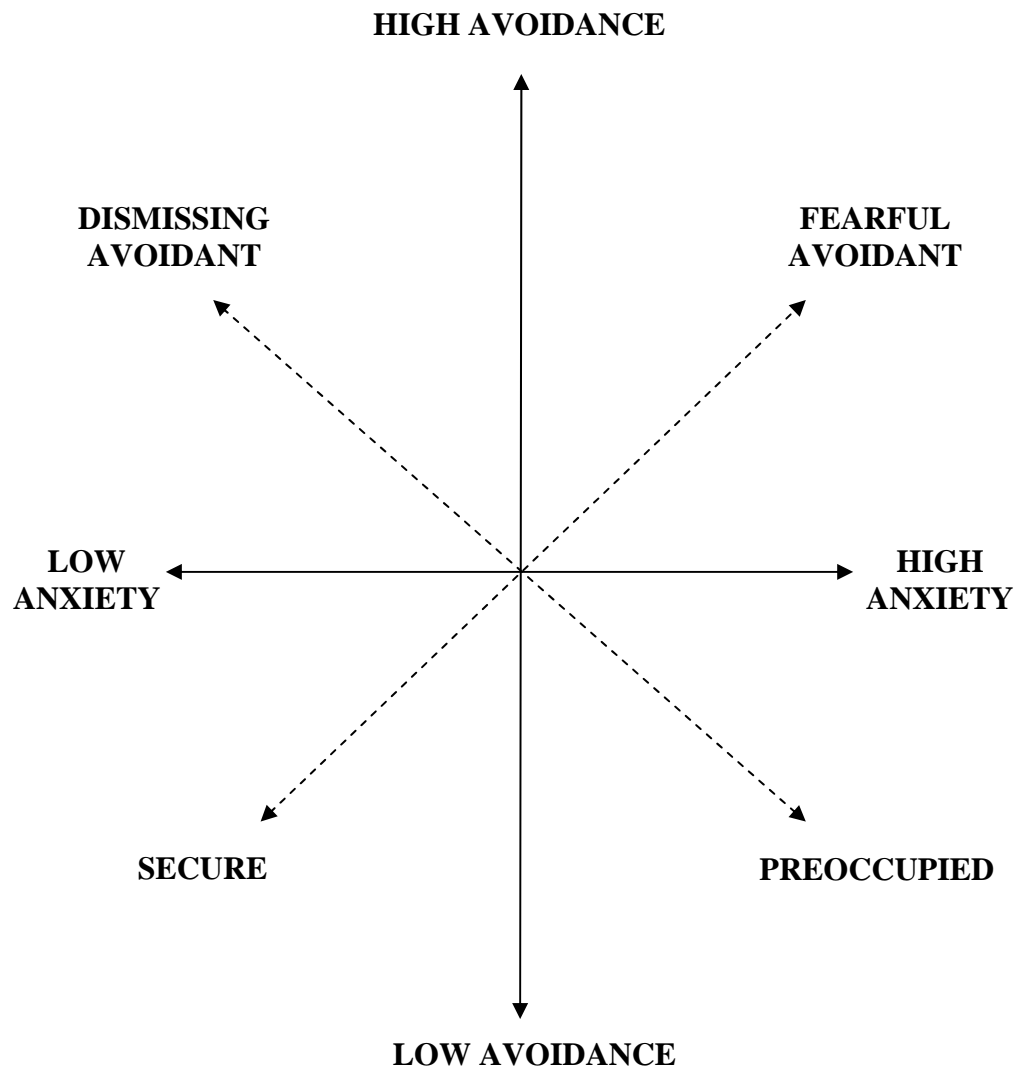 HIGH AVOIDANCE
DISMISSING
AVOIDANT
FEARFUL
AVOIDANT
LOW
ANXIETY
HIGH
ANXIETY
SECURE
PREOCCUPIED
LOW AVOIDANCE